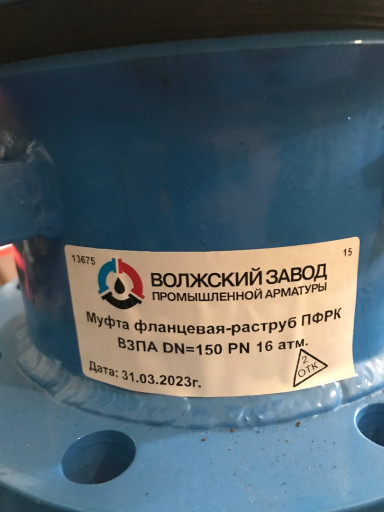 13675
15
ВОЛЖСКИЙ ЗАВОД
ПРОМЫШЛЕННОЙ АРМАТУРЫ
Муфта фланцевая-раструб ПФРК
ВЗПА DN=150 PN 16 атм.
Дата: 31.03.2023г.
2
ОТК